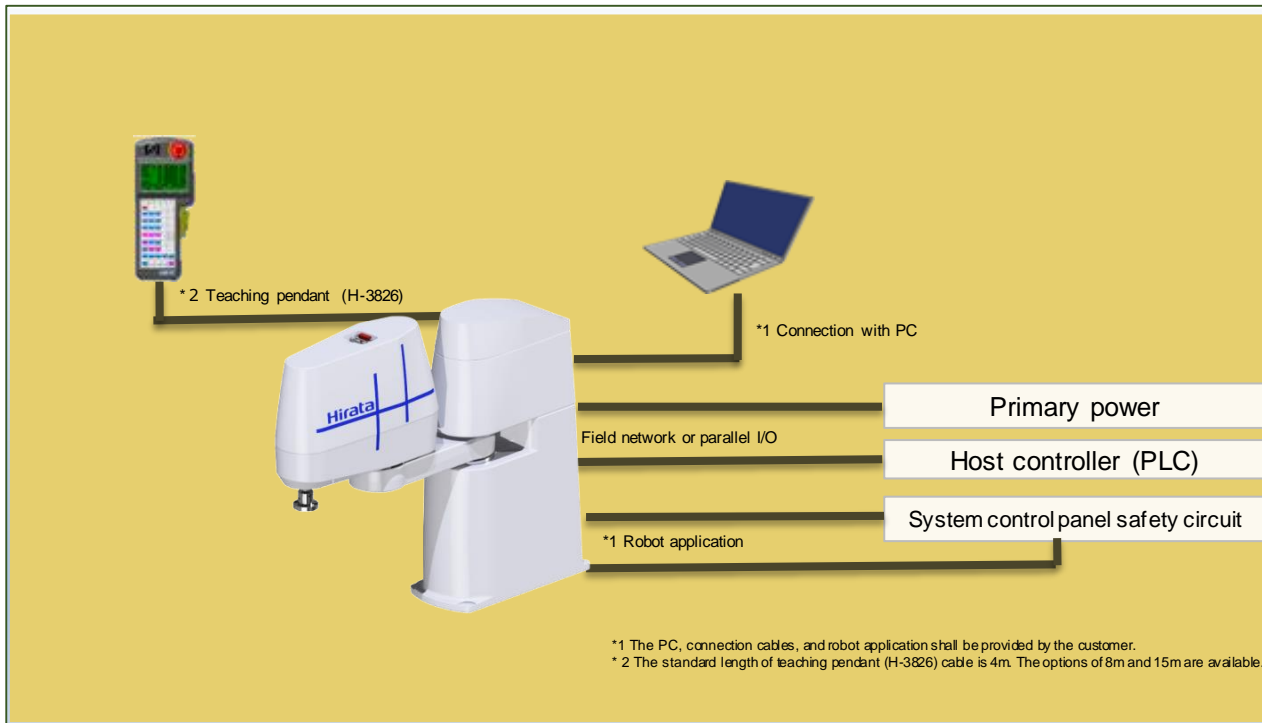 * 2 Teaching pendant (H-3826)
*1 Connection with PC
Hirata
Primary power
Field network or parallel I/O
Host controller (PLC)
System control panel safety circuit
*1 Robot application
*1 The PC, connection cables, and robot application shall be provided by the customer.
* 2 The standard length of teaching pendant (H-3826) cable is 4m. The options of 8m and 15m are available.